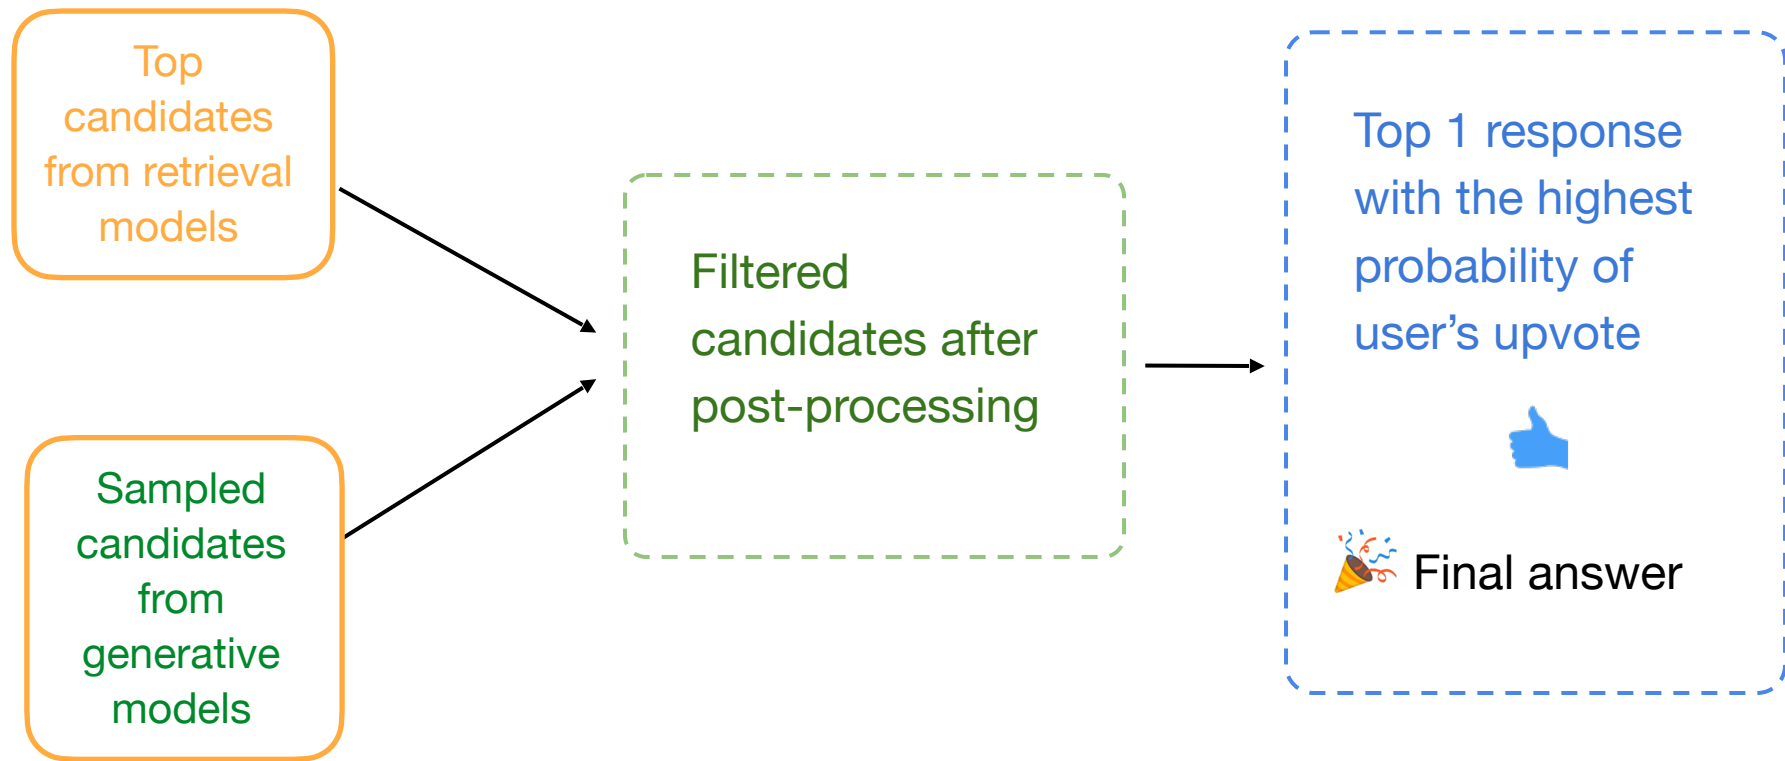 Top
candidates
from retrieval
models
Sampled
candidates
from
generative
models
Filtered
candidates after
post-processing
Top 1 response
with the highest
probability of
user’s upvote
Final answer